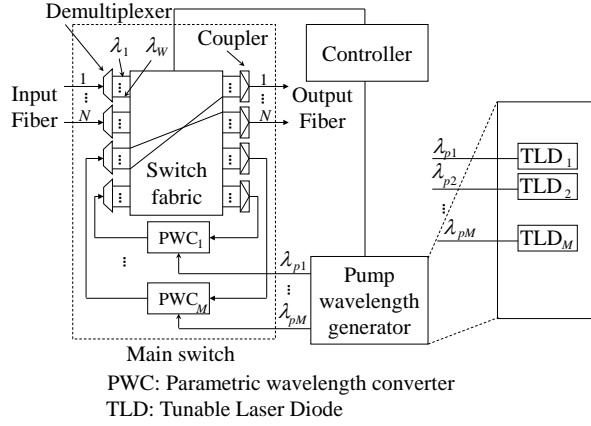 Demultiplexer
λ1
λW
Coupler
Controller
Input
Fiber
1
⋮
N
Switch
fabric
1
⋮
N
Output
Fiber
PWC1
⋮
PWCM
λp1
⋮
λpM
Pump
wavelength
generator
λp1
TLD1
λp2
TLD2
⋮
λpM
TLDM
Main switch
PWC: Parametric wavelength converter
TLD: Tunable Laser Diode